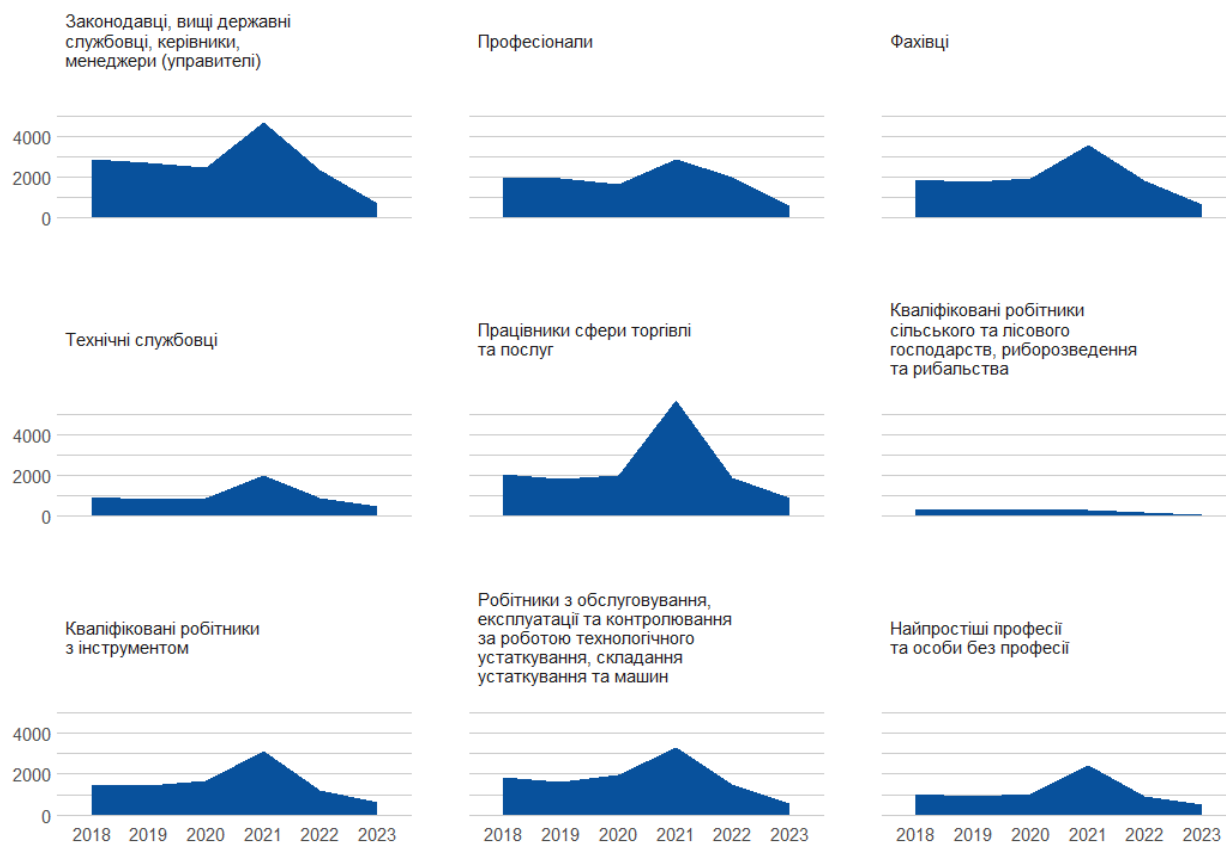 Законодавці, вищі державні
службовці, керівники,
менеджери (управителі)
Професіонали
Фахівці
4000
2000
0
Технічні службовці
Працівники сфери торгівлі
та послуг
Кваліфіковані робітники
сільського та лісового
господарств, риборозведення
та рибальства
4000
2000
0
Кваліфіковані робітники
з інструментом
Робітники з обслуговування,
експлуатації та контролювання
за роботою технологічного
устаткування, складання
устаткування та машин
Найпростіші професії
та особи без професії
4000
2000
0
2018 2019 2020 2021 2022 2023
2018 2019 2020 2021 2022 2023
2018 2019 2020 2021 2022 2023